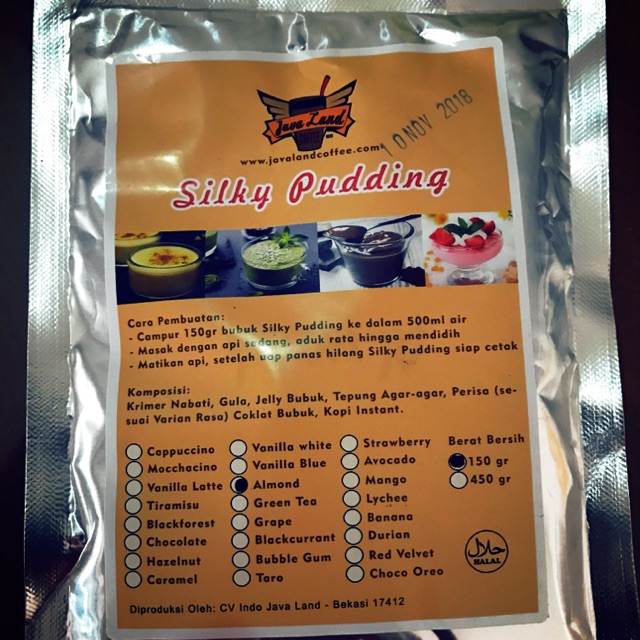 Java Land
COFFEE
www.javalandcoffee.com
10 NOV 2018
Silky Pudding
Cara Pembuatan:
- Campur 150gr bubuk Silky Pudding ke dalam 500ml air
- Masak dengan api sedang, aduk rata hingga mendidih
- Matikan api, setelah uap panas hilang Silky Pudding siap cetak
Komposisi:
Krimer Nabati, Gula, Jelly Bubuk, Tepung Agar-agar, Perisa (se-
suai Varian Rasa) Coklat Bubuk, Kopi Instant.
Cappuccino
Mocchacino
Vanilla Latte
Tiramisu
Blackforest
Chocolate
Hazelnut
Caramel
Vanilla white
Vanilla Blue
Almond
Green Tea
Grape
Blackcurrant
Bubble Gum
Taro
Strawberry
Avocado
Mango
Lychee
Banana
Durian
Red Velvet
Choco Oreo
Berat Bersih
150 gr
450 gr
حلال
HALAL
Diproduksi Oleh: CV Indo Java Land - Bekasi 17412